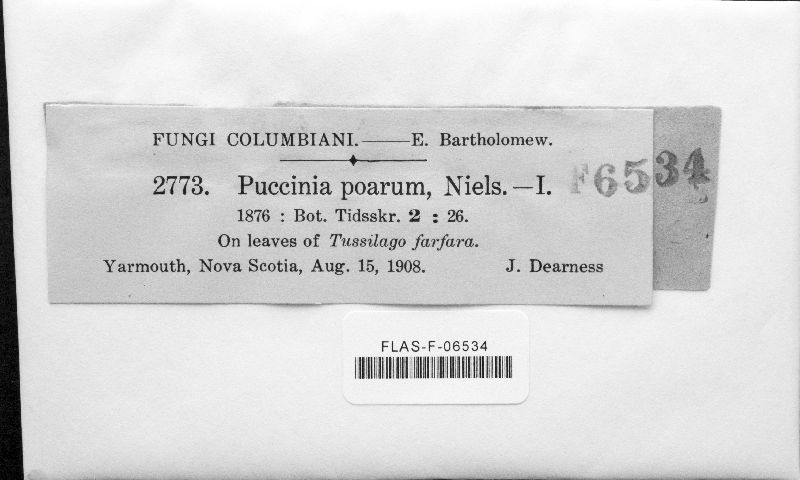 FUNGI COLUMBIANI.——E. Bartholomew.
2773. Puccinia poarum, Niels.—I.
F6534
1876 : Bot. Tidsskr. 2 : 26.
On leaves of Tussilago farfara.
Yarmouth, Nova Scotia, Aug. 15, 1908. J. Dearness
FLAS-F-06534